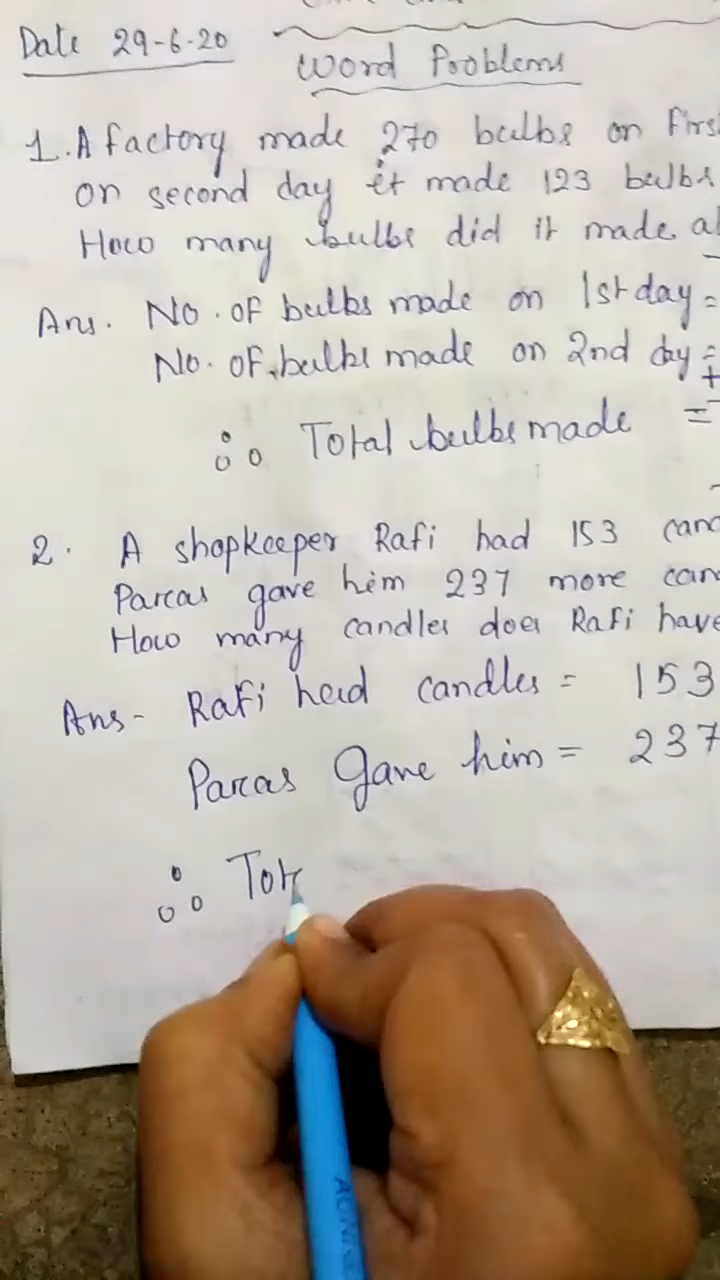 Date 29-6-20
Word Problems
1. A factory made 270 bulbs on First
on second day it made 123 bulbs
How many bulbs did it made
Ans. No. of bulbs made on 1st day =
No. of bulbs made on 2nd day =
+
∴ Total bulbs made =
2. A shopkeeper Rafi had 153
Paras gave him 237 more
How many candles does Rafi have
Ans- Rafi had candles = 153
Paras Gave him = 237
∴ Tot